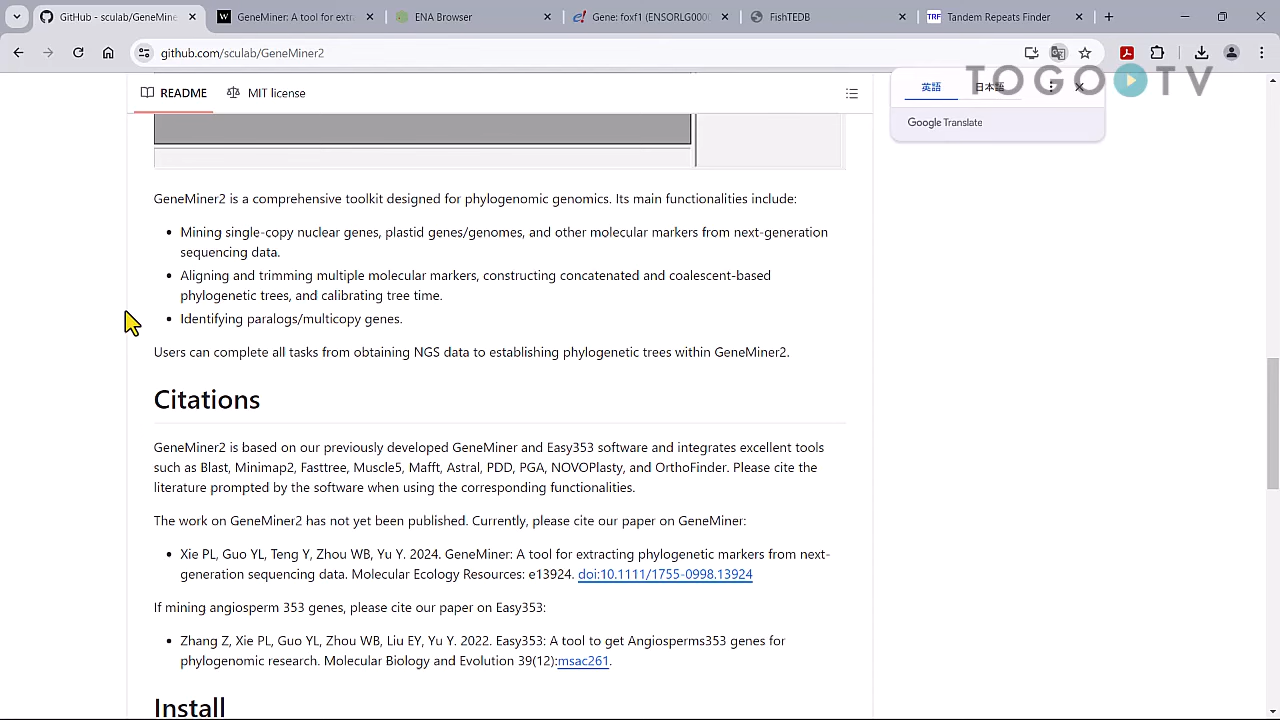 GitHub - sculab/GeneMine
GeneMiner: A tool for extr
ENA Browser
Gene: foxf1 (ENSORLG000
FishTEDB
TRF
Tandem Repeats Finder
github.com/sculab/GeneMiner2
TOGO TV
README
MIT license
英語
日本語
Google Translate
GeneMiner2 is a comprehensive toolkit designed for phylogenomic genomics. Its main functionalities include:
• Mining single-copy nuclear genes, plastid genes/genomes, and other molecular markers from next-generation
sequencing data.
• Aligning and trimming multiple molecular markers, constructing concatenated and coalescent-based
phylogenetic trees, and calibrating tree time.
• Identifying paralogs/multicopy genes.
Users can complete all tasks from obtaining NGS data to establishing phylogenetic trees within GeneMiner2.
Citations
GeneMiner2 is based on our previously developed GeneMiner and Easy353 software and integrates excellent tools
such as Blast, Minimap2, Fasttree, Muscle5, Mafft, Astral, PDD, PGA, NOVOPlasty, and OrthoFinder. Please cite the
literature prompted by the software when using the corresponding functionalities.
The work on GeneMiner2 has not yet been published. Currently, please cite our paper on GeneMiner:
• Xie PL, Guo YL, Teng Y, Zhou WB, Yu Y. 2024. GeneMiner: A tool for extracting phylogenetic markers from next-
generation sequencing data. Molecular Ecology Resources: e13924. doi:10.1111/1755-0998.13924
If mining angiosperm 353 genes, please cite our paper on Easy353:
• Zhang Z, Xie PL, Guo YL, Zhou WB, Liu EY, Yu Y. 2022. Easy353: A tool to get Angiosperms353 genes for
phylogenomic research. Molecular Biology and Evolution 39(12):msac261.
Install